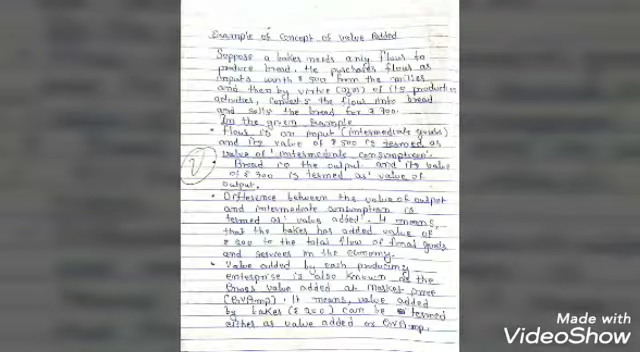 Example of concept of value Added
Suppose a baker needs only flour to
produce bread. He purchases flour as
inputs worth ₹ 500 from the miller
and then by virtue of its production
activities, converts the flour into bread
and sells the bread for ₹ 700.
In the given Example
• Flour is an input (intermediate goods)
and its value of ₹ 500 is termed as
value of 'intermediate consumption'.
Bread is the output and its value
of ₹ 700 is termed as 'value of
output.
• Difference between the value of output
and intermediate consumption is
termed as 'value added'. It means,
that the baker has added value of
₹ 200 to the total flow of final goods
and services in the economy.
• Value added by each producing
enterprise is also known as the
Gross value added at market price
(GVAmp). It means, value added
by baker (₹ 200) can be termed
either as value added or GVAmp.
Made with
VideoShow